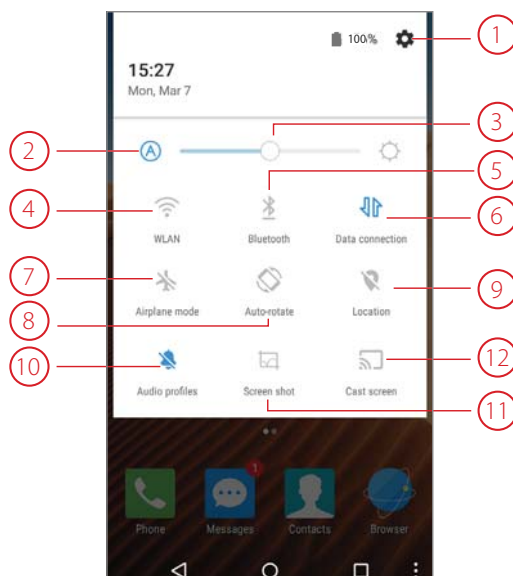 100% 1
15:27
Mon, Mar 7
3
2 A
5
4 6
WLAN Bluetooth Data connection
7
9
Airplane mode Auto-rotate Location
8
10 12
Audio profiles Screen shot Cast screen
11
1
Phone Messages Contacts Browser